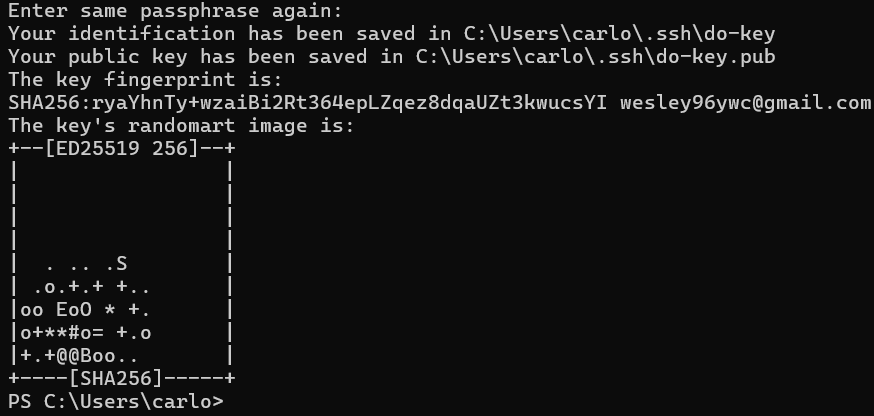 Enter same passphrase again:
Your identification has been saved in C:\Users\carlo\.ssh\do-key
Your public key has been saved in C:\Users\carlo\.ssh\do-key.pub
The key fingerprint is:
SHA256:ryaYhnTy+wzaiBi2Rt364epLZqez8dqaUZt3kwucsYI wesley96ywc@gmail.com
The key's randomart image is:
+--[ED25519 256]--+
|                 |
|                 |
|                 |
|                 |
|  . .. .S        |
| .o.+.+ +..      |
|oo EoO * +.      |
|o+**#o= +.o      |
|+.+@@Boo..       |
+----[SHA256]-----+
PS C:\Users\carlo>